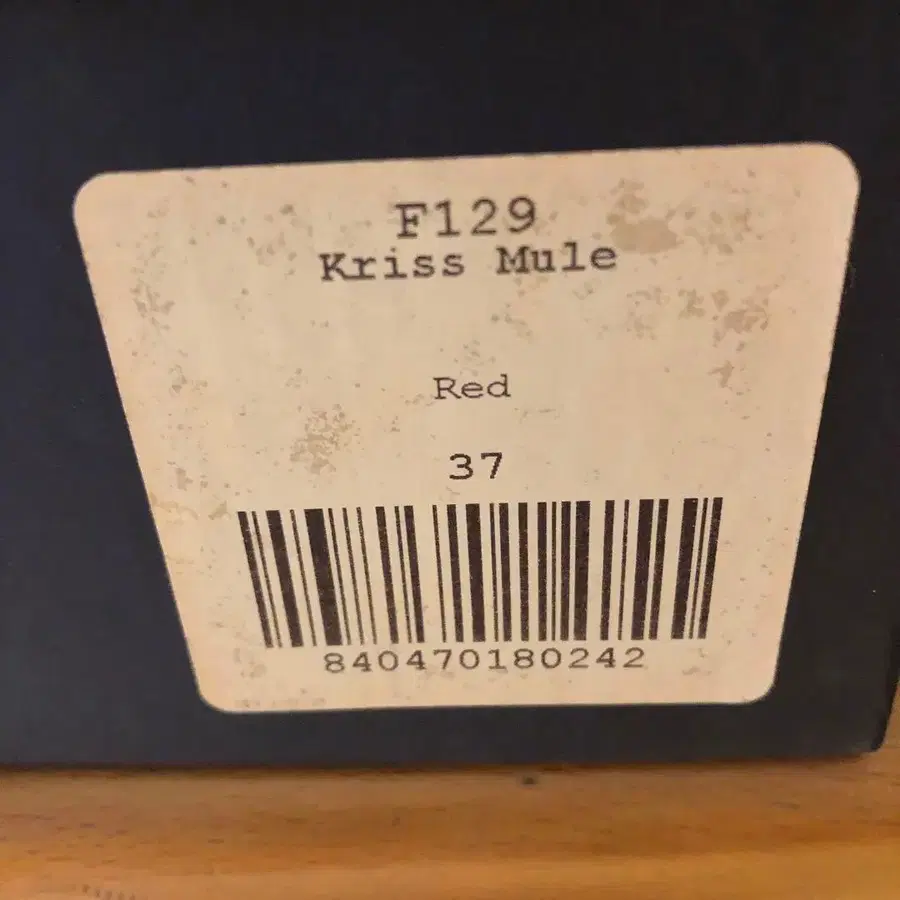 F129
Kriss Mule
Red
37
840470180242